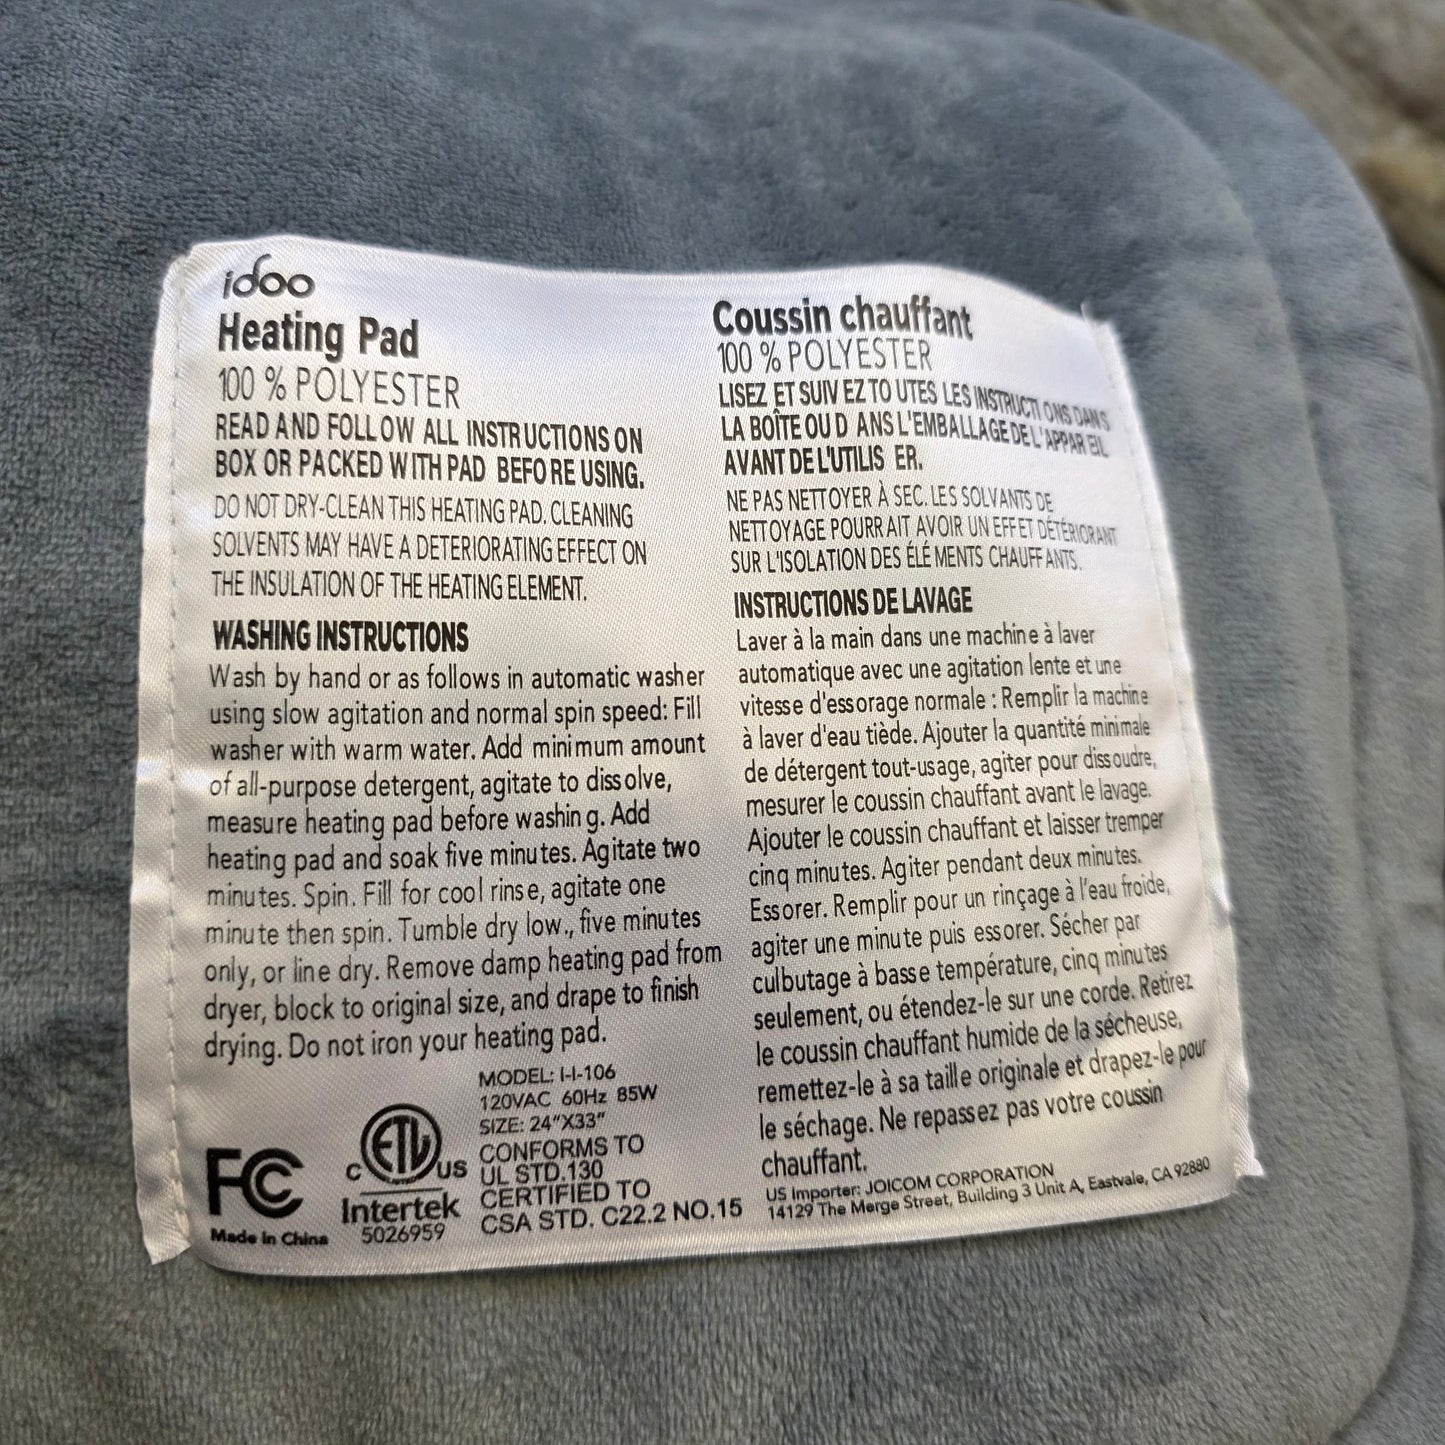 idoo
Heating Pad
100 % POLYESTER
READ AND FOLLOW ALL INSTRUCTIONS ON
BOX OR PACKED WITH PAD BEFORE USING.
DO NOT DRY-CLEAN THIS HEATING PAD. CLEANING
SOLVENTS MAY HAVE A DETERIORATING EFFECT ON
THE INSULATION OF THE HEATING ELEMENT.
WASHING INSTRUCTIONS
Wash by hand or as follows in automatic washer
using slow agitation and normal spin speed: Fill
washer with warm water. Add minimum amount
of all-purpose detergent, agitate to dissolve,
measure heating pad before washing. Add
heating pad and soak five minutes. Agitate two
minutes. Spin. Fill for cool rinse, agitate one
minute then spin. Tumble dry low., five minutes
only, or line dry. Remove damp heating pad from
dryer, block to original size, and drape to finish
drying. Do not iron your heating pad.
FC
Made in China
C ETL US
Intertek
5026959
MODEL: I-I-106
120VAC 60Hz 85W
SIZE: 24"X33"
CONFORMS TO
UL STD.130
CERTIFIED TO
CSA STD. C22.2 NO.15
Coussin chauffant
100 % POLYESTER
LISEZ ET SUIV EZ TO UTES LES INSTRUCTI ONS DANS
LA BOÎTE OU D ANS L'EMBALLAGE DE L'APPAR EIL
AVANT DE L'UTILIS ER.
NE PAS NETTOYER À SEC. LES SOLVANTS DE
NETTOYAGE POURRAIT AVOIR UN EFFET DÉTÉRIORANT
SUR L'ISOLATION DES ÉLÉ MENTS CHAUFFANTS.
INSTRUCTIONS DE LAVAGE
Laver à la main dans une machine à laver
automatique avec une agitation lente et une
vitesse d'essorage normale : Remplir la machine
à laver d'eau tiède. Ajouter la quantité minimale
de détergent tout-usage, agiter pour dissoudre,
mesurer le coussin chauffant avant le lavage.
Ajouter le coussin chauffant et laisser tremper
cinq minutes. Agiter pendant deux minutes.
Essorer. Remplir pour un rinçage à l'eau froide,
agiter une minute puis essorer. Sécher par
culbutage à basse température, cinq minutes
seulement, ou étendez-le sur une corde. Retirez
le coussin chauffant humide de la sécheuse,
remettez-le à sa taille originale et drapez-le pour
le séchage. Ne repassez pas votre coussin
chauffant.
US Importer: JOICOM CORPORATION
14129 The Merge Street, Building 3 Unit A, Eastvale, CA 92880